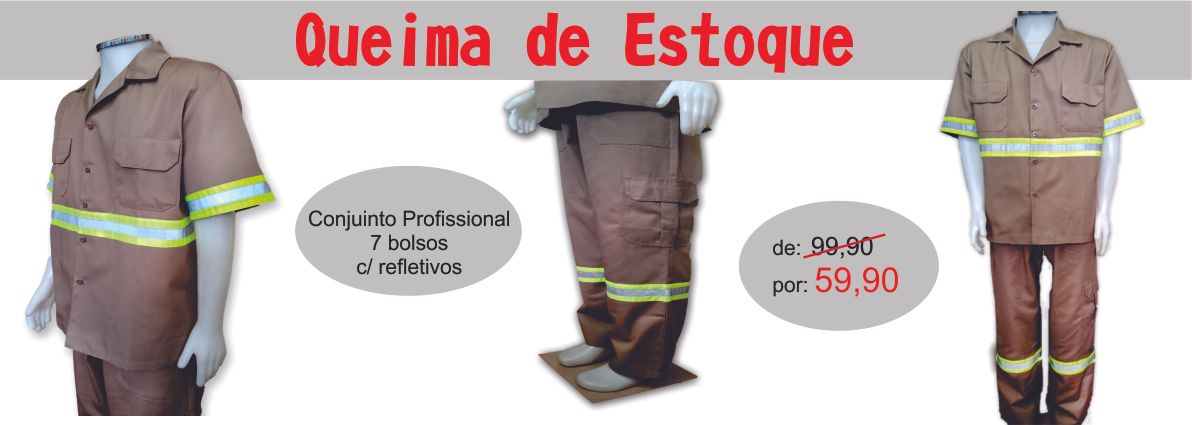 Queima de Estoque
Conjuinto Profissional
7 bolsos
c/ refletivos
de: 99,90
por: 59,90